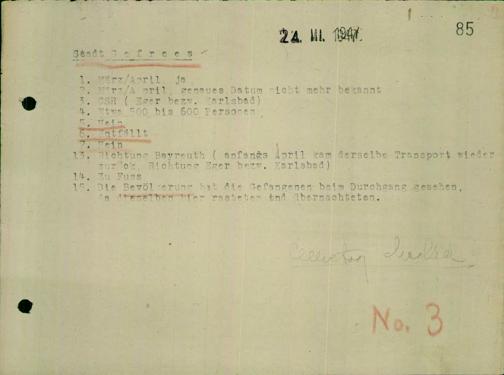 24. III. 1947.
85
Stadt Gefrees
1. März/April, ja
2. März/A pril, genaues Datum nicht mehr bekannt
3. CSR ( Eger bezw. Karlsbad)
4. Etwa 500 bis 600 Personen
5. Nein
6. Entfällt
7. Nein
13. Richtung Bayreuth ( anfangs April kam derselbe Transport wieder
zurück, Richtung Eger bezw. Karlsbad)
14. Zu Fuss
15. Die Bevölkerung hat die Gefangenen beim Durchgang gesehen,
da dieselben hier rasteten und übernachteten.
No. 3